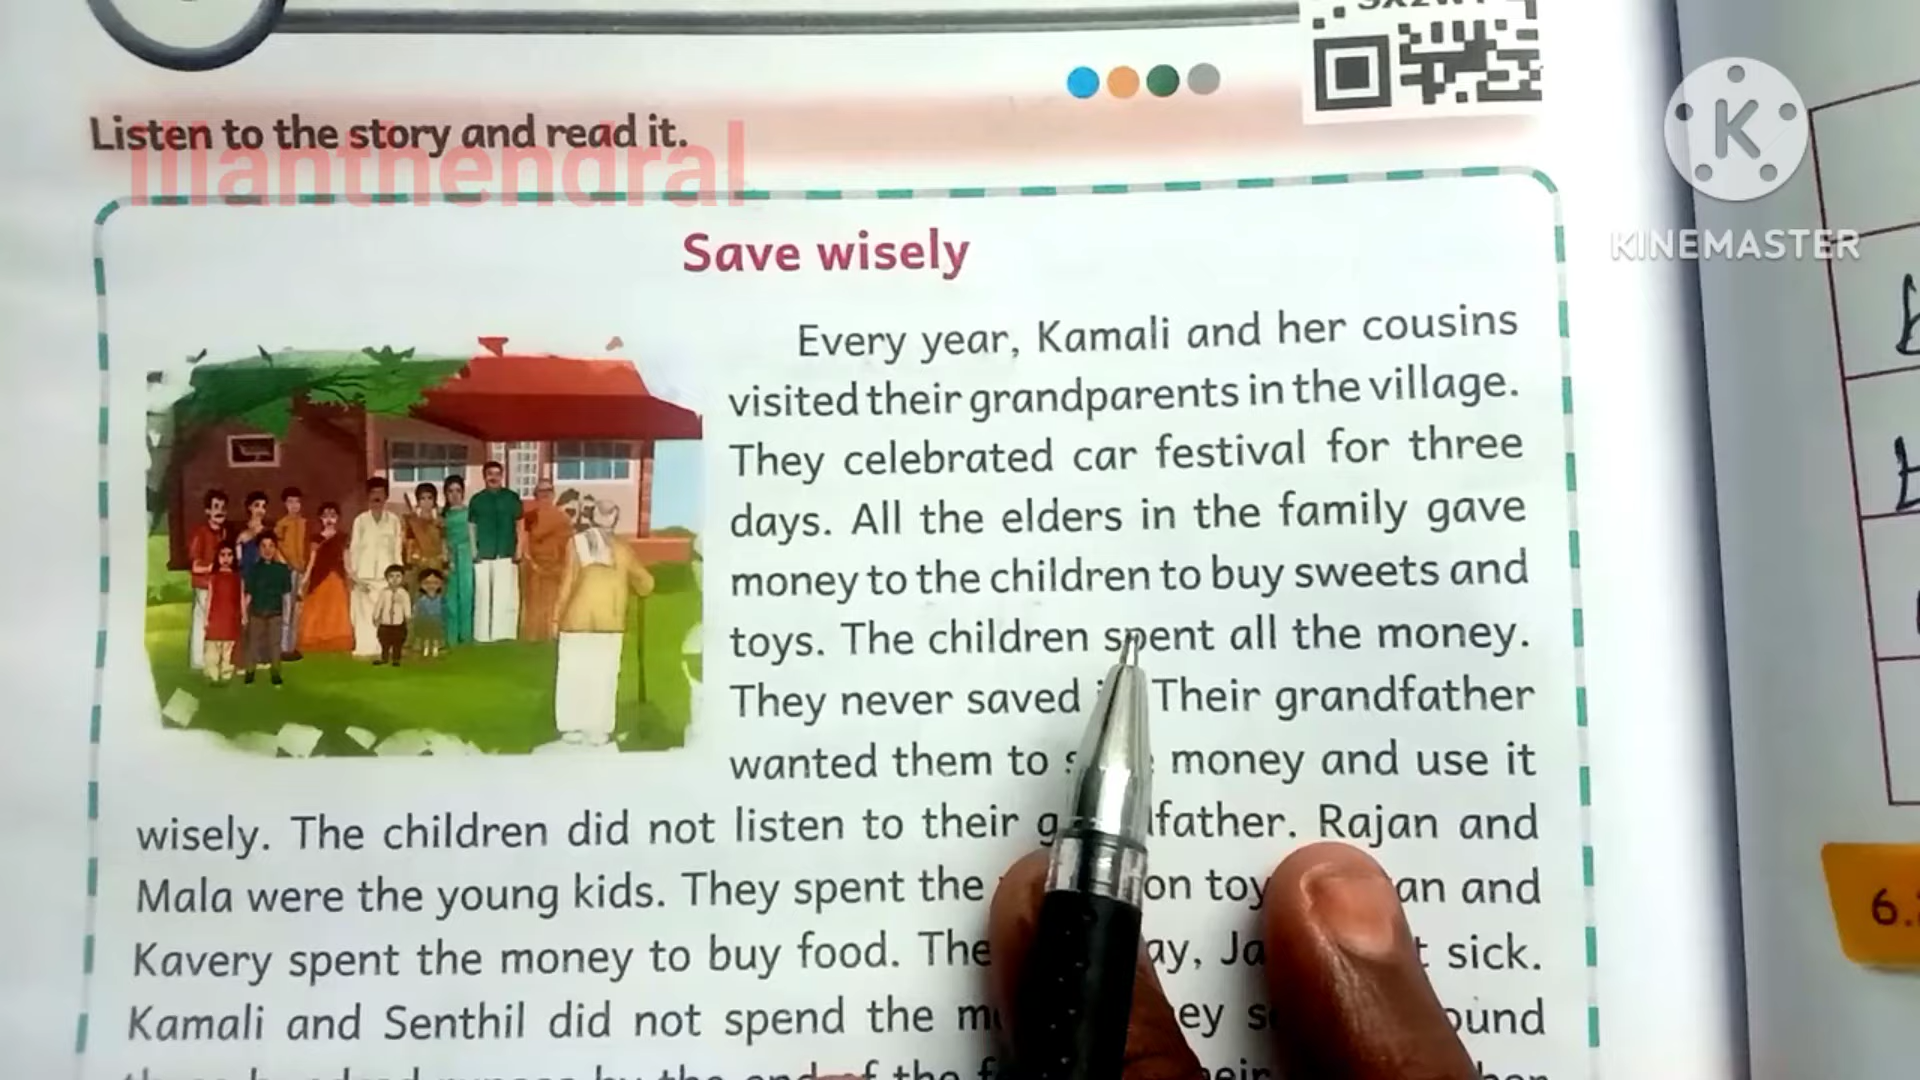 Listen to the story and read it.
Illanthendral
K
KINEMASTER
Save wisely
Every year, Kamali and her cousins
visited their grandparents in the village.
They celebrated car festival for three
days. All the elders in the family gave
money to the children to buy sweets and
toys. The children spent all the money.
They never saved Their grandfather
wanted them to money and use it
wisely. The children did not listen to their Rajan and
Mala were the young kids. They spent the on and
Kavery spent the money to buy food. sick.
Kamali and Senthil did not spend the
by the end of the
6.